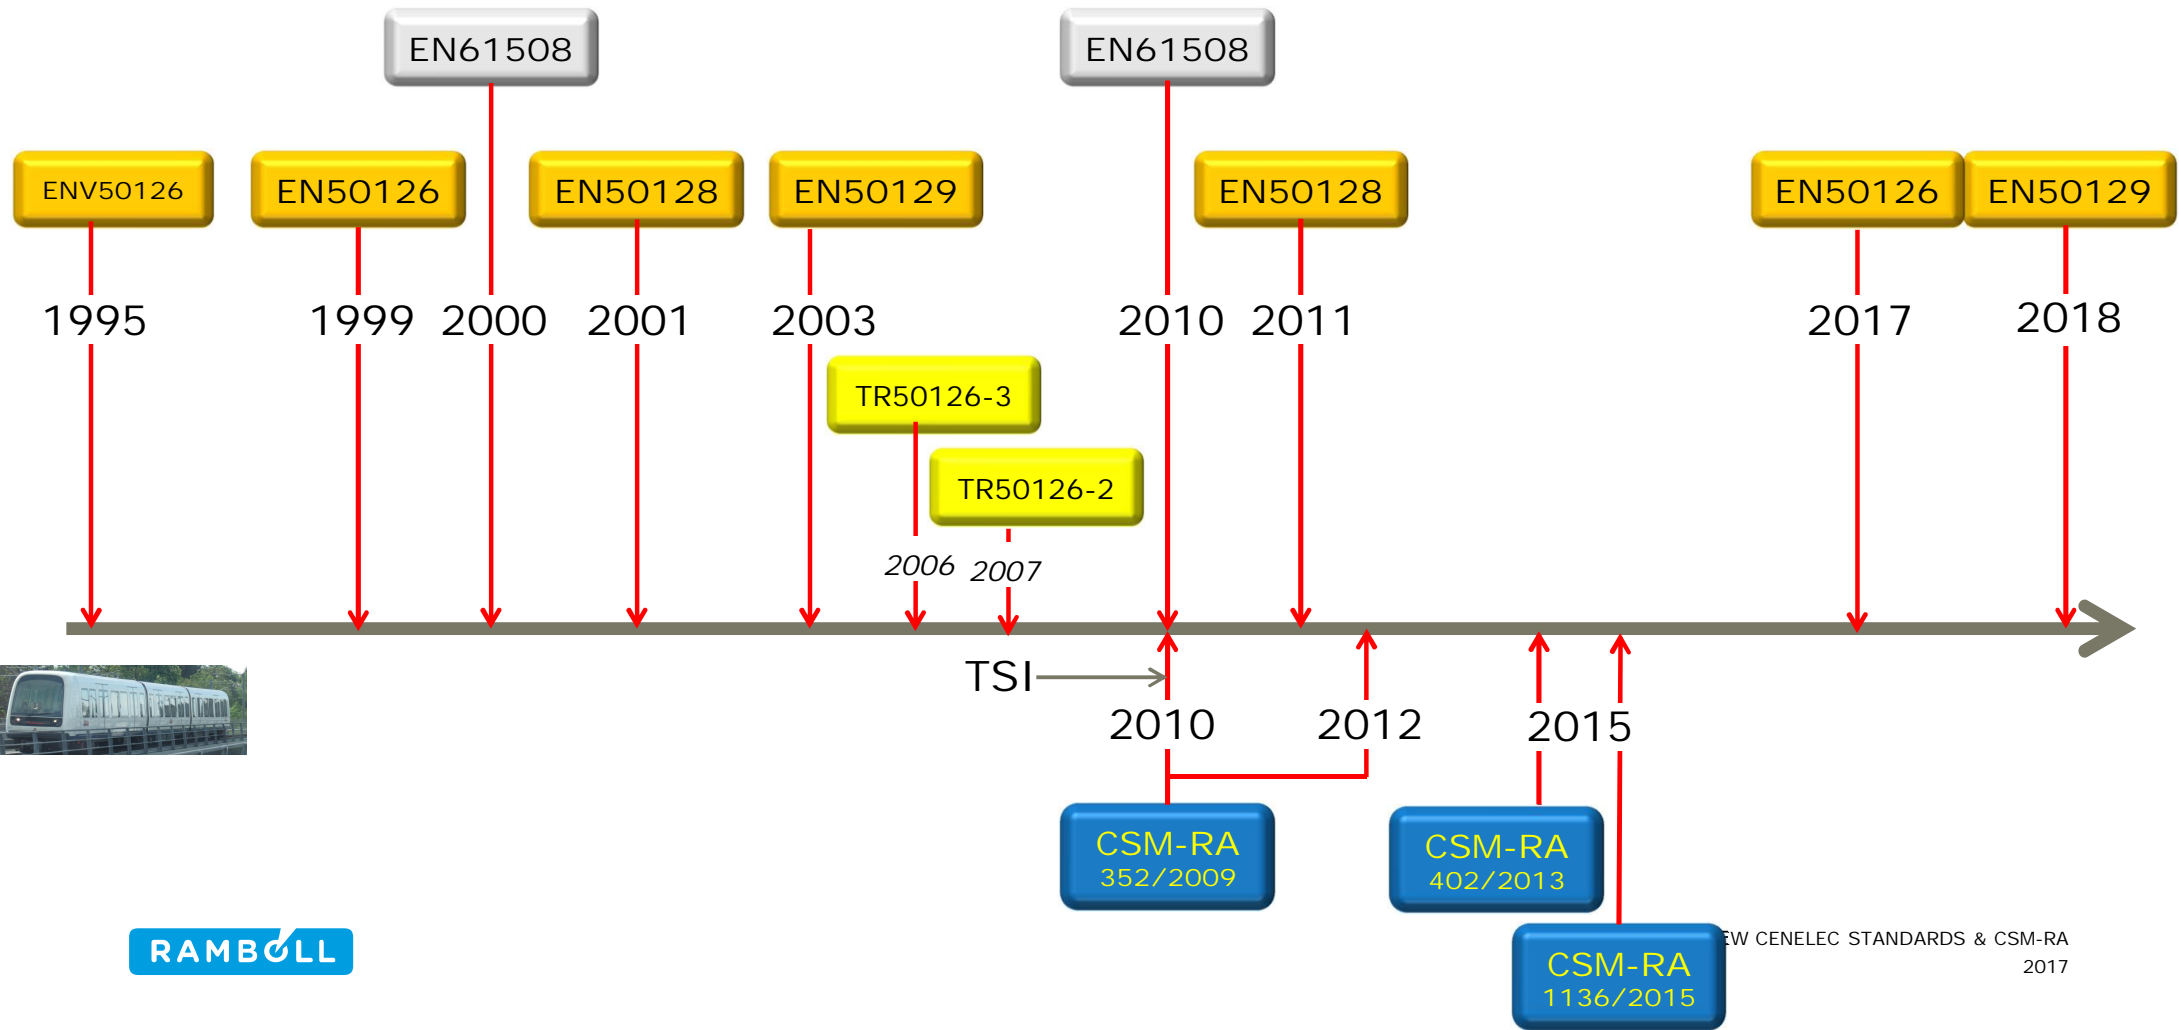 EN61508
EN61508
ENV50126
EN50126
EN50128
EN50129
EN50128
EN50126
EN50129
1995
1999
2000
2001
2003
2010
2011
2017
2018
TR50126-3
TR50126-2
2006
2007
TSI
2010
2012
2015
CSM-RA
352/2009
CSM-RA
402/2013
CSM-RA
1136/2015
RAMBOLL
EW CENELEC STANDARDS & CSM-RA
2017